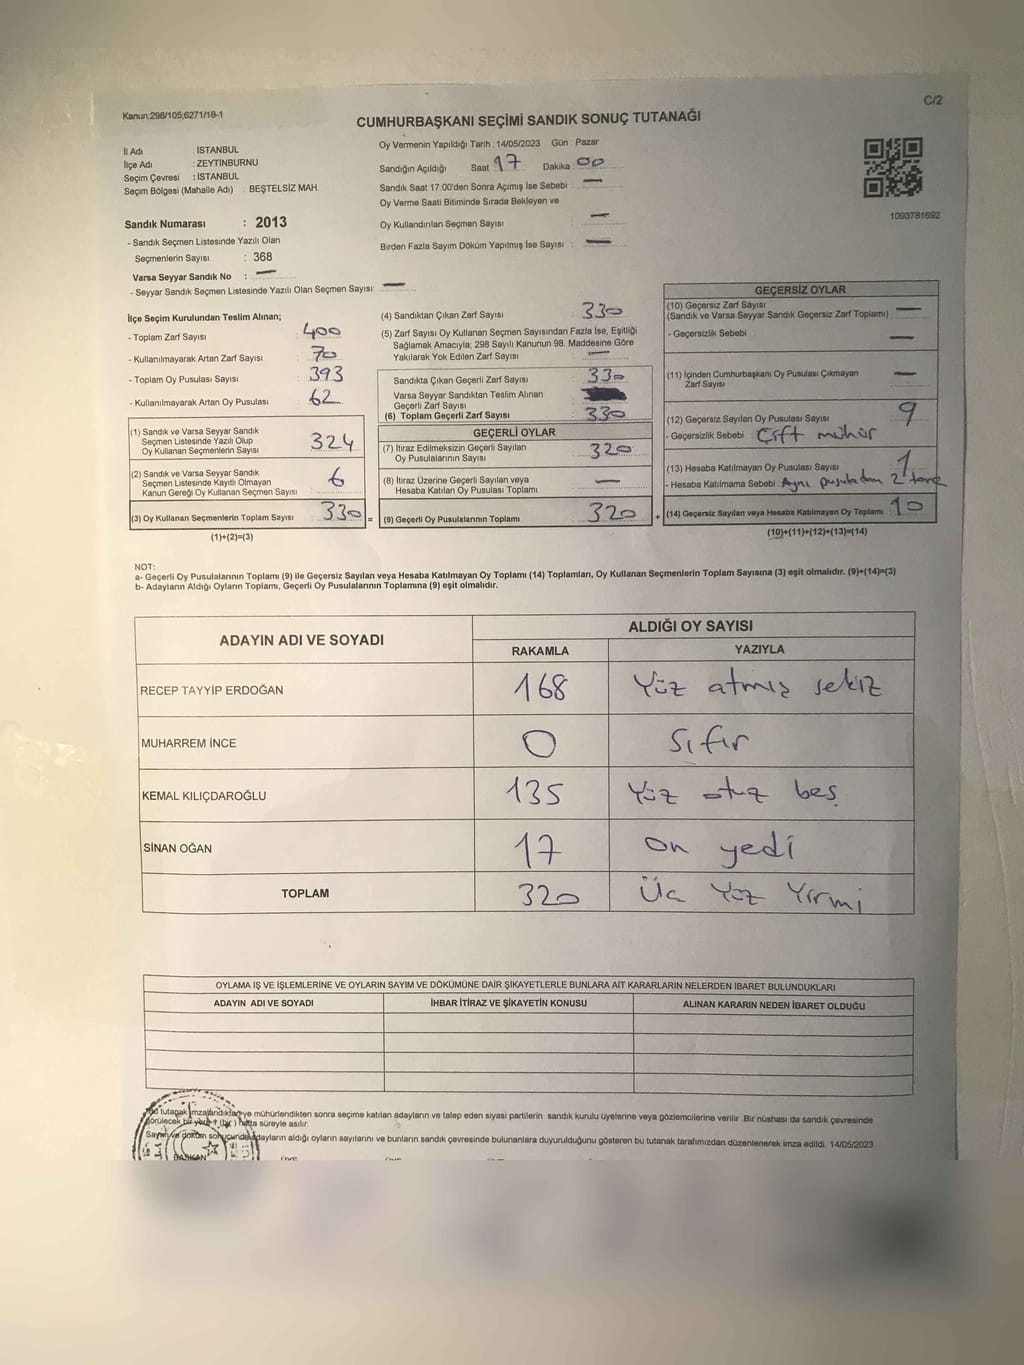 Kanun;298/105,6271/18-1
C/2
CUMHURBAŞKANI SEÇİMİ SANDIK SONUÇ TUTANAĞI
İl Adı : İSTANBUL
İlçe Adı : ZEYTİNBURNU
Seçim Çevresi : İSTANBUL
Seçim Bölgesi (Mahalle Adı) : BEŞTELSİZ MAH.
Sandık Numarası : 2013
- Sandık Seçmen Listesinde Yazılı Olan
Seçmenlerin Sayısı : 368
Varsa Seyyar Sandık No : —
- Seyyar Sandık Seçmen Listesinde Yazılı Olan Seçmen Sayısı: —
Oy Vermenin Yapıldığı Tarih : 14/05/2023 Gün : Pazar
Sandığın Açıldığı Saat 17 Dakika 00
Sandık Saat 17:00'den Sonra Açımış İse Sebebi : —
Oy Verme Saati Bitiminde Sırada Bekleyen ve
Oy Kullandırılan Seçmen Sayısı : —
Birden Fazla Sayım Döküm Yapılmış İse Sayısı : —
1093781692
İlçe Seçim Kurulundan Teslim Alınan;
- Toplam Zarf Sayısı : 400
- Kullanılmayarak Artan Zarf Sayısı : 70
- Toplam Oy Pusulası Sayısı : 393
- Kullanılmayarak Artan Oy Pusulası : 62
(1) Sandık ve Varsa Seyyar Sandık
Seçmen Listesinde Yazılı Olup
Oy Kullanan Seçmenlerin Sayısı : 324
(2) Sandık ve Varsa Seyyar Sandık
Seçmen Listesinde Kayıtlı Olmayan
Kanun Gereği Oy Kullanan Seçmen Sayısı : 6
(3) Oy Kullanan Seçmenlerin Toplam Sayısı : 330 =
(1)+(2)=(3)
(4) Sandıktan Çıkan Zarf Sayısı : 330
(5) Zarf Sayısı Oy Kullanan Seçmen Sayısından Fazla İse, Eşitliği
Sağlamak Amacıyla; 298 Sayılı Kanunun 98. Maddesine Göre
Yakılarak Yok Edilen Zarf Sayısı : —
Sandıkta Çıkan Geçerli Zarf Sayısı : 330
Varsa Seyyar Sandıktan Teslim Alınan
Geçerli Zarf Sayısı :
(6) Toplam Geçerli Zarf Sayısı : 330
GEÇERLİ OYLAR
(7) İtiraz Edilmeksizin Geçerli Sayılan
Oy Pusulalarının Sayısı : 320
(8) İtiraz Üzerine Geçerli Sayılan veya
Hesaba Katılan Oy Pusulası Toplamı : —
(9) Geçerli Oy Pusulalarının Toplamı : 320 +
GEÇERSİZ OYLAR
(10) Geçersiz Zarf Sayısı
(Sandık ve Varsa Seyyar Sandık Geçersiz Zarf Toplamı) : —
- Geçersizlik Sebebi : —
(11) İçinden Cumhurbaşkanı Oy Pusulası Çıkmayan
Zarf Sayısı : —
(12) Geçersiz Sayılan Oy Pusulası Sayısı : 9
- Geçersizlik Sebebi : Çift mühür
(13) Hesaba Katılmayan Oy Pusulası Sayısı : 1
- Hesaba Katılmama Sebebi : Aynı pusuladan 2 tane
(14) Geçersiz Sayılan veya Hesaba Katılmayan Oy Toplamı : 10
(10)+(11)+(12)+(13)=(14)
NOT:
a- Geçerli Oy Pusulalarının Toplamı (9) ile Geçersiz Sayılan veya Hesaba Katılmayan Oy Toplamı (14) Toplamları, Oy Kullanan Seçmenlerin Toplam Sayısına (3) eşit olmalıdır. (9)+(14)=(3)
b- Adayların Aldığı Oyların Toplamı, Geçerli Oy Pusulalarının Toplamına (9) eşit olmalıdır.
ADAYIN ADI VE SOYADI ALDIĞI OY SAYISI
RAKAMLA YAZIYLA
RECEP TAYYİP ERDOĞAN 168 Yüz atmış sekiz
MUHARREM İNCE 0 Sıfır
KEMAL KILIÇDAROĞLU 135 Yüz otuz beş
SİNAN OĞAN 17 On yedi
TOPLAM 320 Üç Yüz Yirmi
OYLAMA İŞ VE İŞLEMLERİNE VE OYLARIN SAYIM VE DÖKÜMÜNE DAİR ŞİKAYETLERLE BUNLARA AİT KARARLARIN NELERDEN İBARET BULUNDUKLARI
ADAYIN ADI VE SOYADI İHBAR İTİRAZ VE ŞİKAYETİN KONUSU ALINAN KARARIN NEDEN İBARET OLDUĞU
tutanak imzalandıktan ve mühürlendikten sonra seçime katılan adayların ve talep eden siyasi partilerin sandık kurulu üyelerine veya gözlemcilerine verilir .Bir nüshası da sandık çevresinde
görülecek bir yere 1 (bir) hafta süreyle asılır.
Sayım ve döküm sonucunda adayların aldığı oyların sayılarını ve bunların sandık çevresinde bulunanlara duyurulduğunu gösteren bu tutanak tarafımızdan düzenlenerek imza edildi. 14/05/2023
BAŞKAN